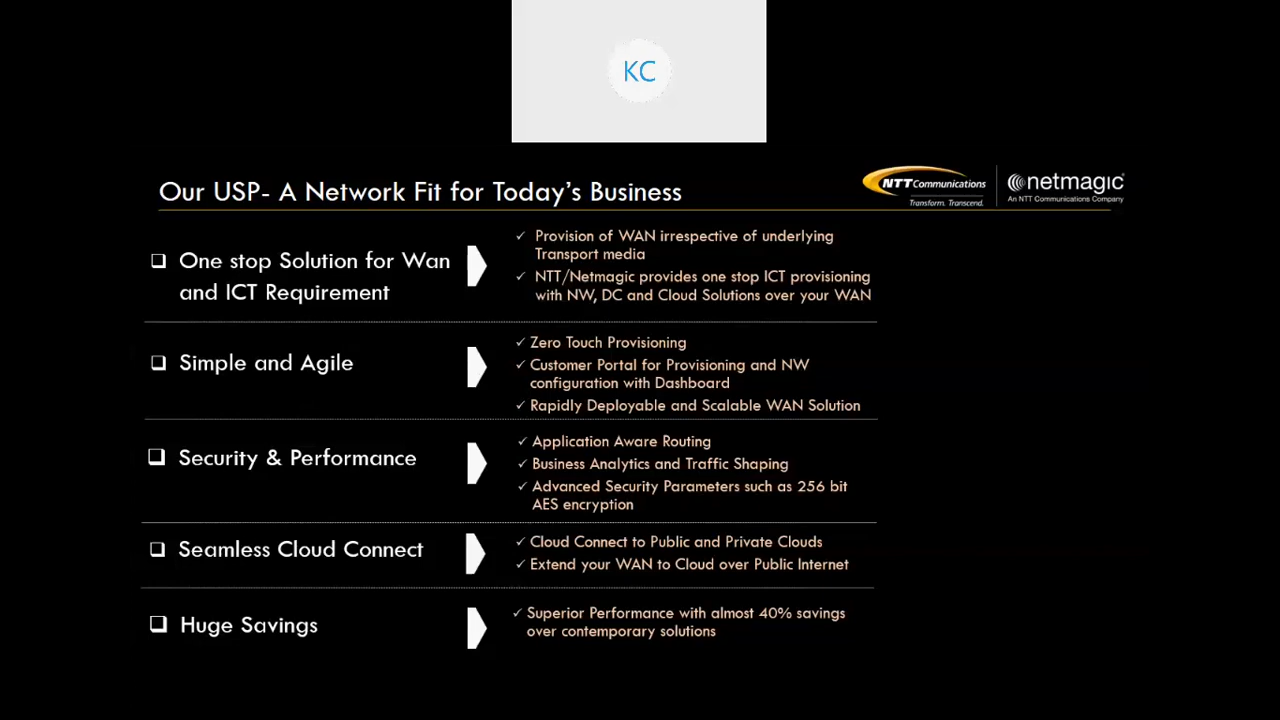 KC
Our USP- A Network Fit for Today's Business
NTT Communications
Transform. Transcend.
netmagic
An NTT Communications Company
One stop Solution for Wan
and ICT Requirement
✓ Provision of WAN irrespective of underlying
Transport media
✓ NTT/Netmagic provides one stop ICT provisioning
with NW, DC and Cloud Solutions over your WAN
Simple and Agile
✓ Zero Touch Provisioning
✓ Customer Portal for Provisioning and NW
configuration with Dashboard
✓ Rapidly Deployable and Scalable WAN Solution
Security & Performance
✓ Application Aware Routing
✓ Business Analytics and Traffic Shaping
✓ Advanced Security Parameters such as 256 bit
AES encryption
Seamless Cloud Connect
✓ Cloud Connect to Public and Private Clouds
✓ Extend your WAN to Cloud over Public Internet
Huge Savings
✓ Superior Performance with almost 40% savings
over contemporary solutions